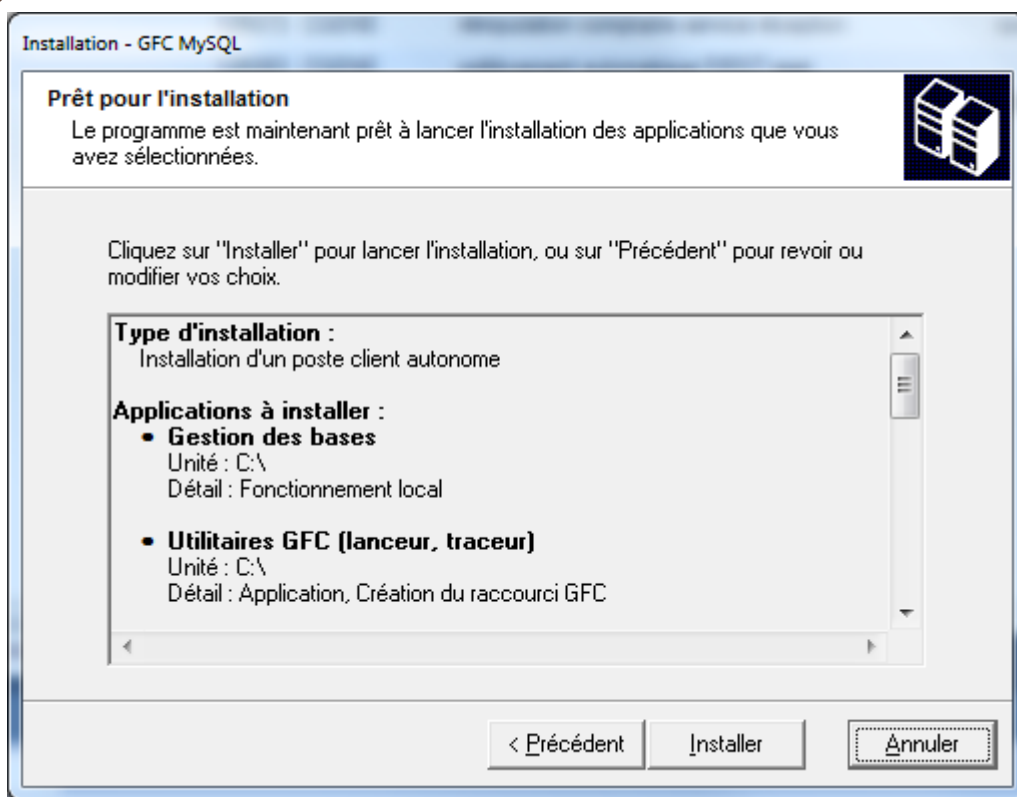 Installation - GFC MySQL
Prêt pour l'installation
Le programme est maintenant prêt à lancer l'installation des applications que vous
avez sélectionnées.
Cliquez sur "Installer" pour lancer l'installation, ou sur "Précédent" pour revoir ou
modifier vos choix.
Type d'installation :
Installation d'un poste client autonome
Applications à installer :
• Gestion des bases
Unité : C:\
Détail : Fonctionnement local
• Utilitaires GFC (lanceur, traceur)
Unité : C:\
Détail : Application, Création du raccourci GFC
< Précédent
Installer
Annuler